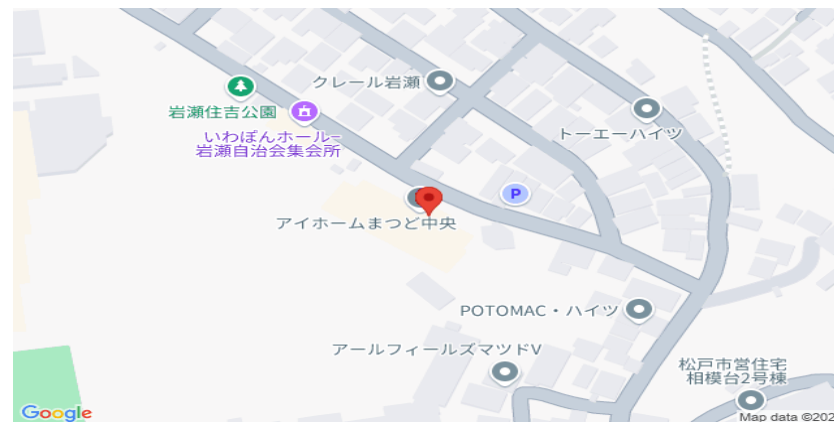 クレール岩瀬
岩瀬住吉公園
いわぽんホール–
岩瀬自治会集会所
トーエーハイツ
P
アイホームまつど中央
POTOMAC・ハイツ
アールフィールズマツドV
松戸市営住宅
相模台2号棟
Google
Map data ©202